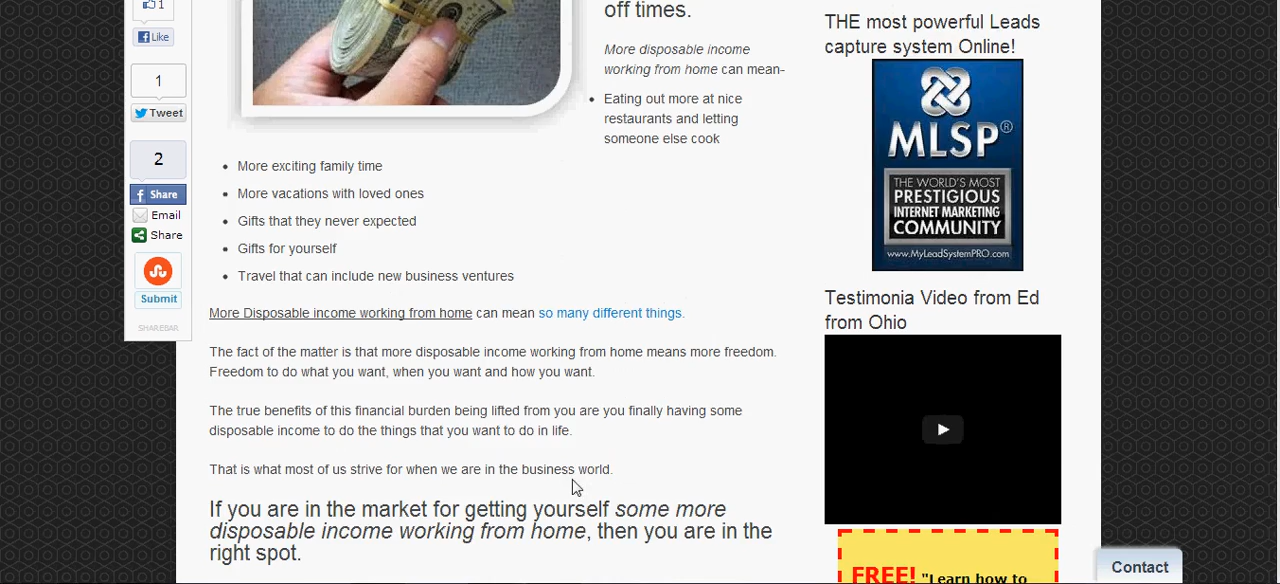 1
Like
1
Tweet
2
Share
Email
Share
Submit
SHAREBAR
off times.
More disposable income
working from home can mean-
Eating out more at nice
restaurants and letting
someone else cook
More exciting family time
More vacations with loved ones
Gifts that they never expected
Gifts for yourself
Travel that can include new business ventures
More Disposable income working from home can mean so many different things.
The fact of the matter is that more disposable income working from home means more freedom.
Freedom to do what you want, when you want and how you want.
The true benefits of this financial burden being lifted from you are you finally having some
disposable income to do the things that you want to do in life.
That is what most of us strive for when we are in the business world.
If you are in the market for getting yourself some more
disposable income working from home, then you are in the
right spot.
THE most powerful Leads
capture system Online!
MLSP®
THE WORLD'S MOST
PRESTIGIOUS
INTERNET MARKETING
COMMUNITY
www.MyLeadSystemPRO.com
Testimonia Video from Ed
from Ohio
FREE! "Learn how to
Contact